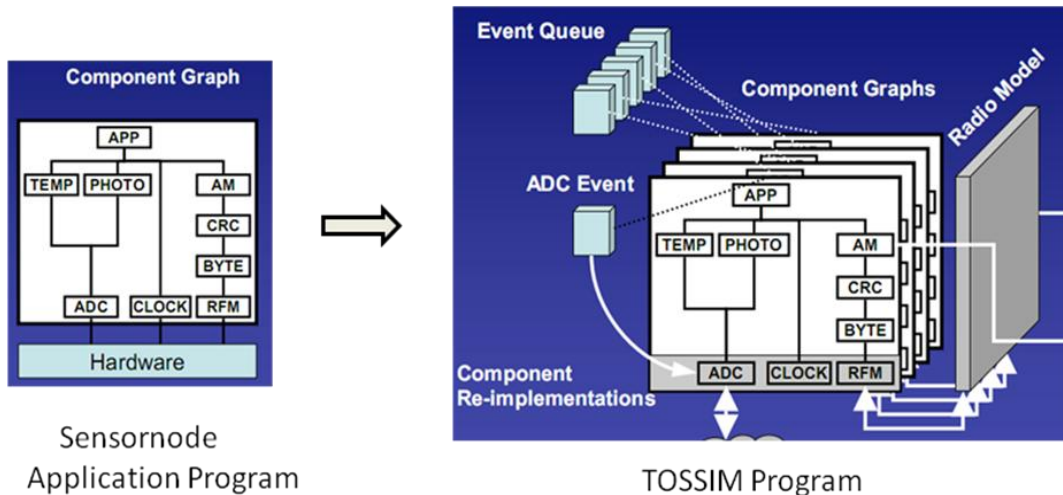 Component Graph
APP
TEMP PHOTO AM
CRC
BYTE
ADC CLOCK RFM
Hardware
Sensornode
Application Program
Event Queue
Component Graphs
Radio Model
ADC Event
APP
TEMP PHOTO AM
CRC
BYTE
ADC CLOCK RFM
Component
Re-implementations
TOSSIM Program